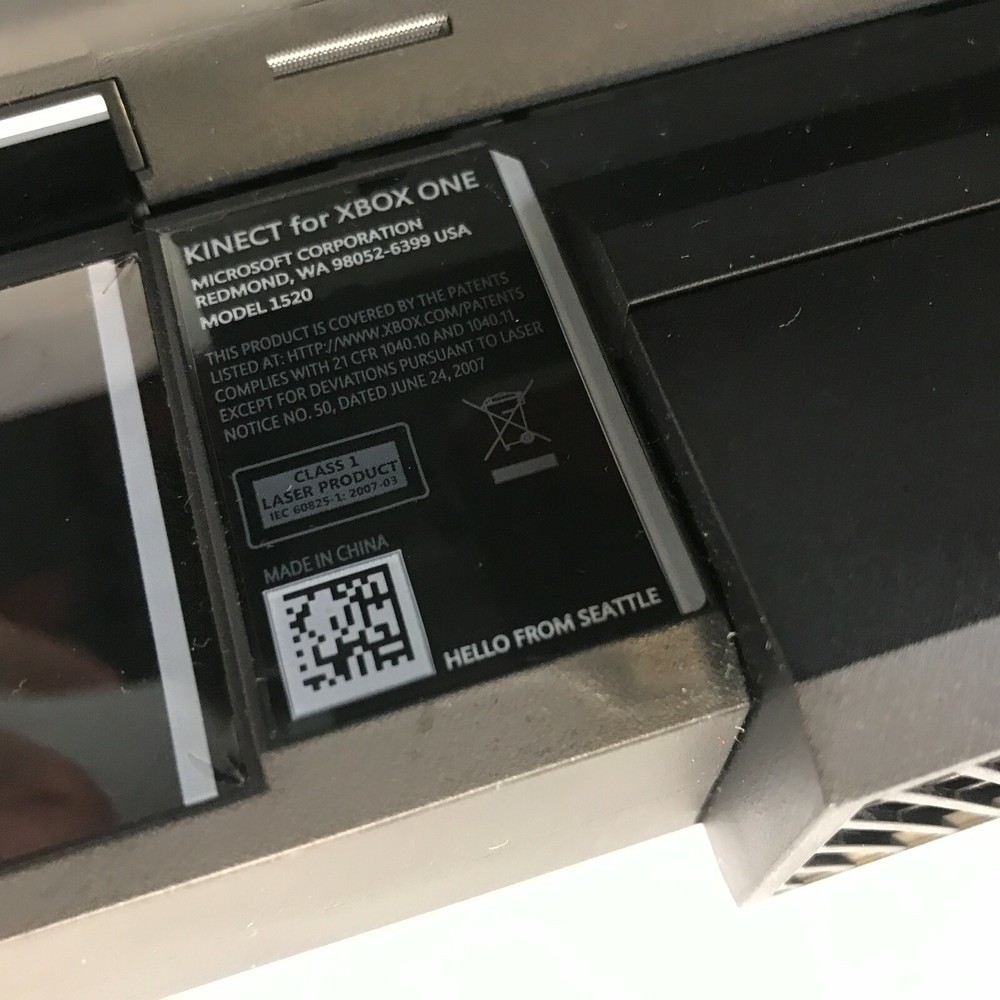 KINECT for XBOX ONE
MICROSOFT CORPORATION
REDMOND, WA 98052-6399 USA
MODEL 1520
THIS PRODUCT IS COVERED BY THE PATENTS
LISTED AT: HTTP://WWW.XBOX.COM/PATENTS
COMPLIES WITH 21 CFR 1040.10 AND 1040.11
EXCEPT FOR DEVIATIONS PURSUANT TO LASER
NOTICE NO. 50, DATED JUNE 24, 2007
CLASS 1
LASER PRODUCT
IEC 60825-1: 2007-03
MADE IN CHINA
HELLO FROM SEATTLE